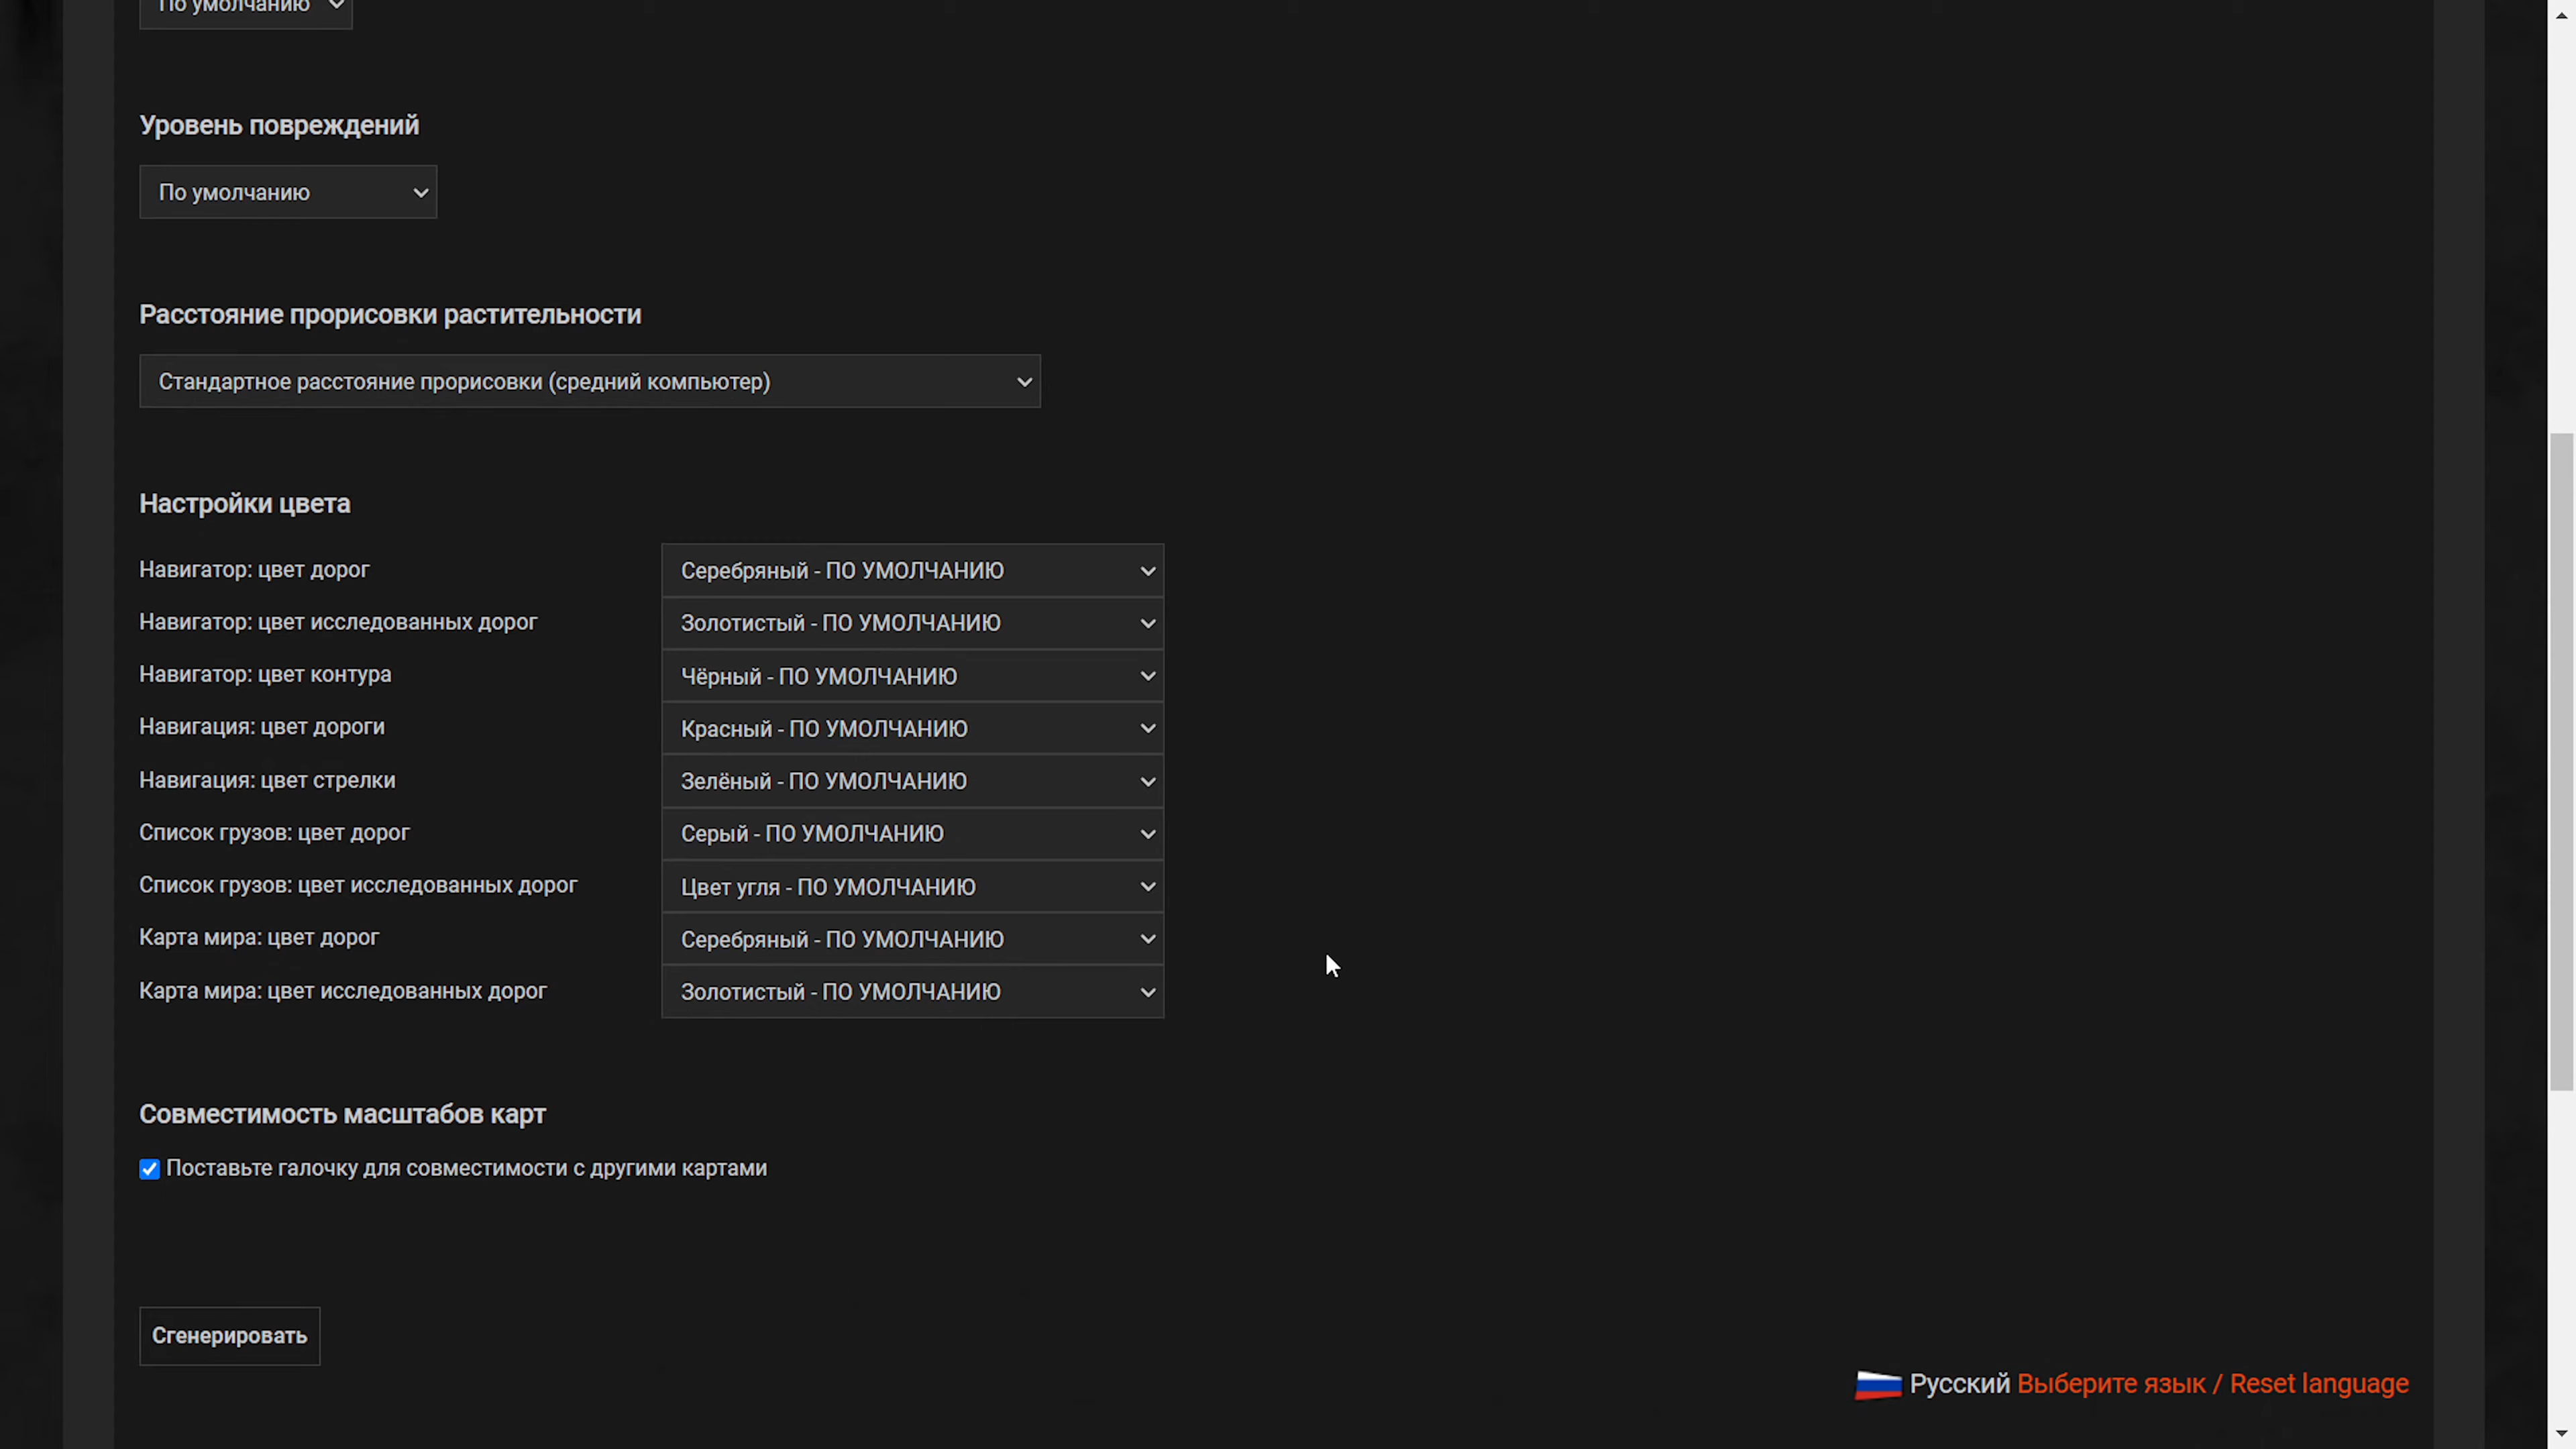 По умолчанию
Уровень повреждений
По умолчанию
Расстояние прорисовки растительности
Стандартное расстояние прорисовки (средний компьютер)
Настройки цвета
Навигатор: цвет дорог Серебряный - ПО УМОЛЧАНИЮ
Навигатор: цвет исследованных дорог Золотистый - ПО УМОЛЧАНИЮ
Навигатор: цвет контура Чёрный - ПО УМОЛЧАНИЮ
Навигация: цвет дороги Красный - ПО УМОЛЧАНИЮ
Навигация: цвет стрелки Зелёный - ПО УМОЛЧАНИЮ
Список грузов: цвет дорог Серый - ПО УМОЛЧАНИЮ
Список грузов: цвет исследованных дорог Цвет угля - ПО УМОЛЧАНИЮ
Карта мира: цвет дорог Серебряный - ПО УМОЛЧАНИЮ
Карта мира: цвет исследованных дорог Золотистый - ПО УМОЛЧАНИЮ
Совместимость масштабов карт
Поставьте галочку для совместимости с другими картами
Сгенерировать
Русский Выберите язык / Reset language